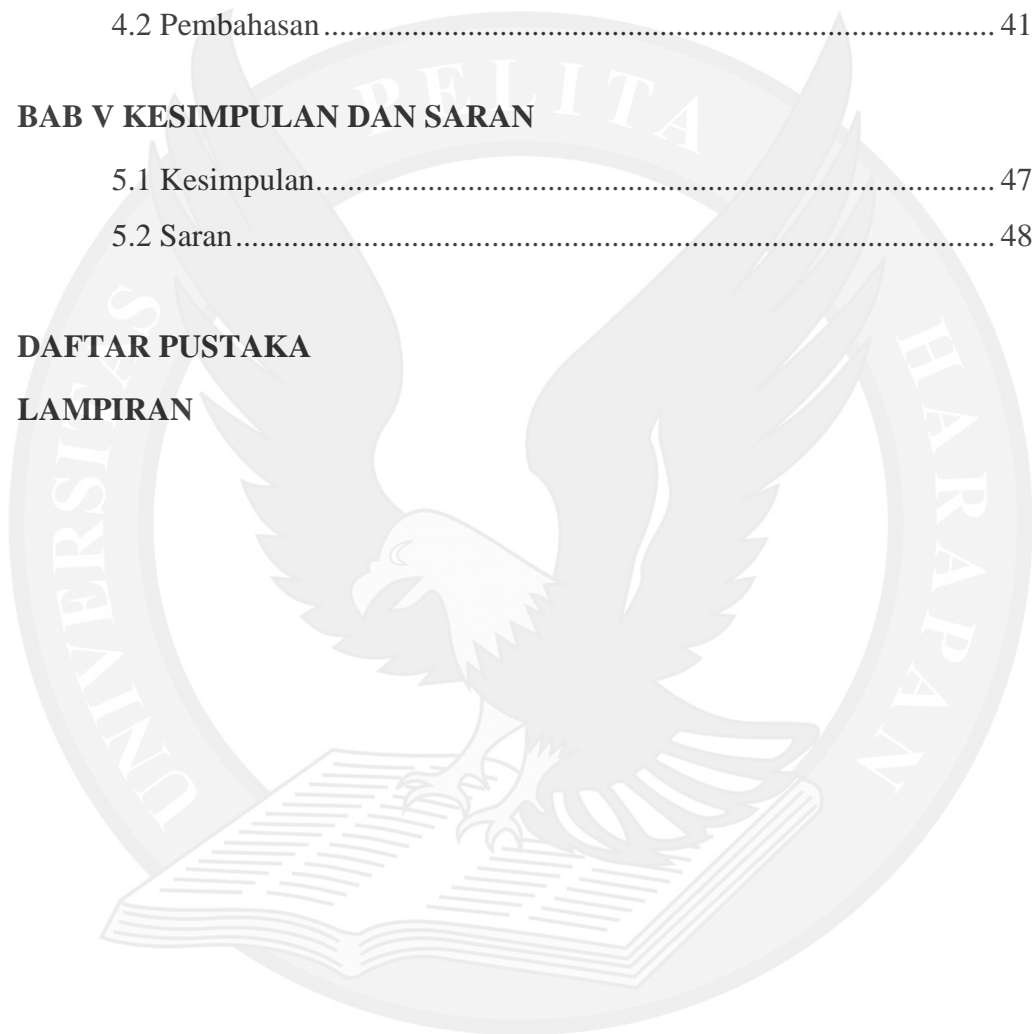 4.2 Pembahasan ........................................................................................ 41
BAB V KESIMPULAN DAN SARAN
5.1 Kesimpulan ........................................................................................ 47
5.2 Saran ................................................................................................... 48
DAFTAR PUSTAKA
LAMPIRAN
UNIVERSITAS PELITA HARAPAN